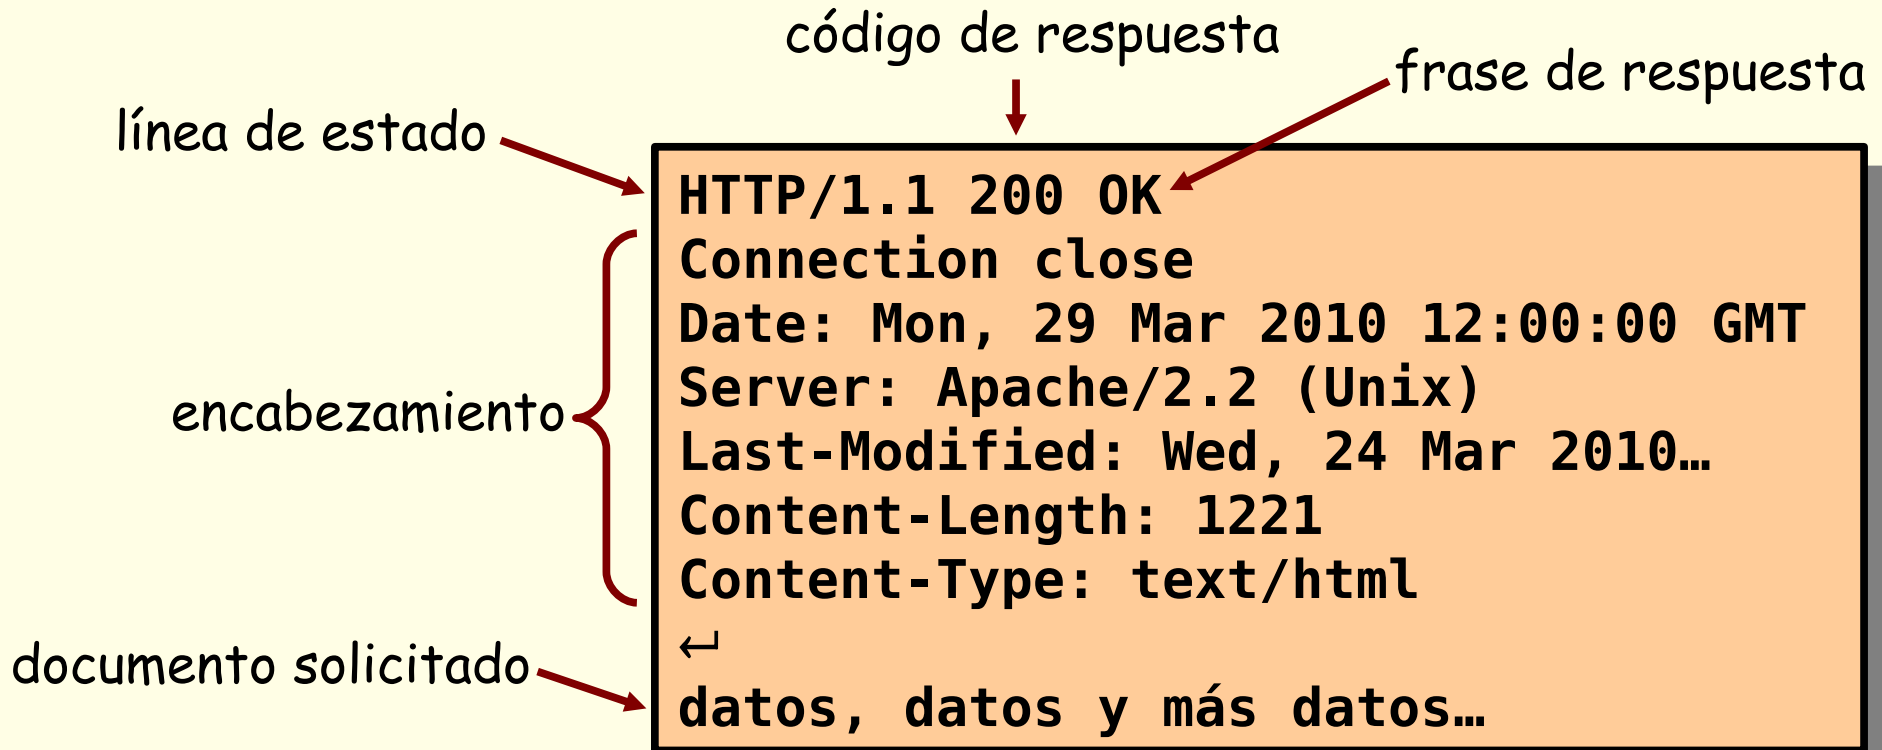 código de respuesta
frase de respuesta
línea de estado
HTTP/1.1 200 OK
Connection close
Date: Mon, 29 Mar 2010 12:00:00 GMT
Server: Apache/2.2 (Unix)
encabezamiento
Last-Modified: Wed, 24 Mar 2010…
Content-Length: 1221
Content-Type: text/html
↵
documento solicitado
datos, datos y más datos…